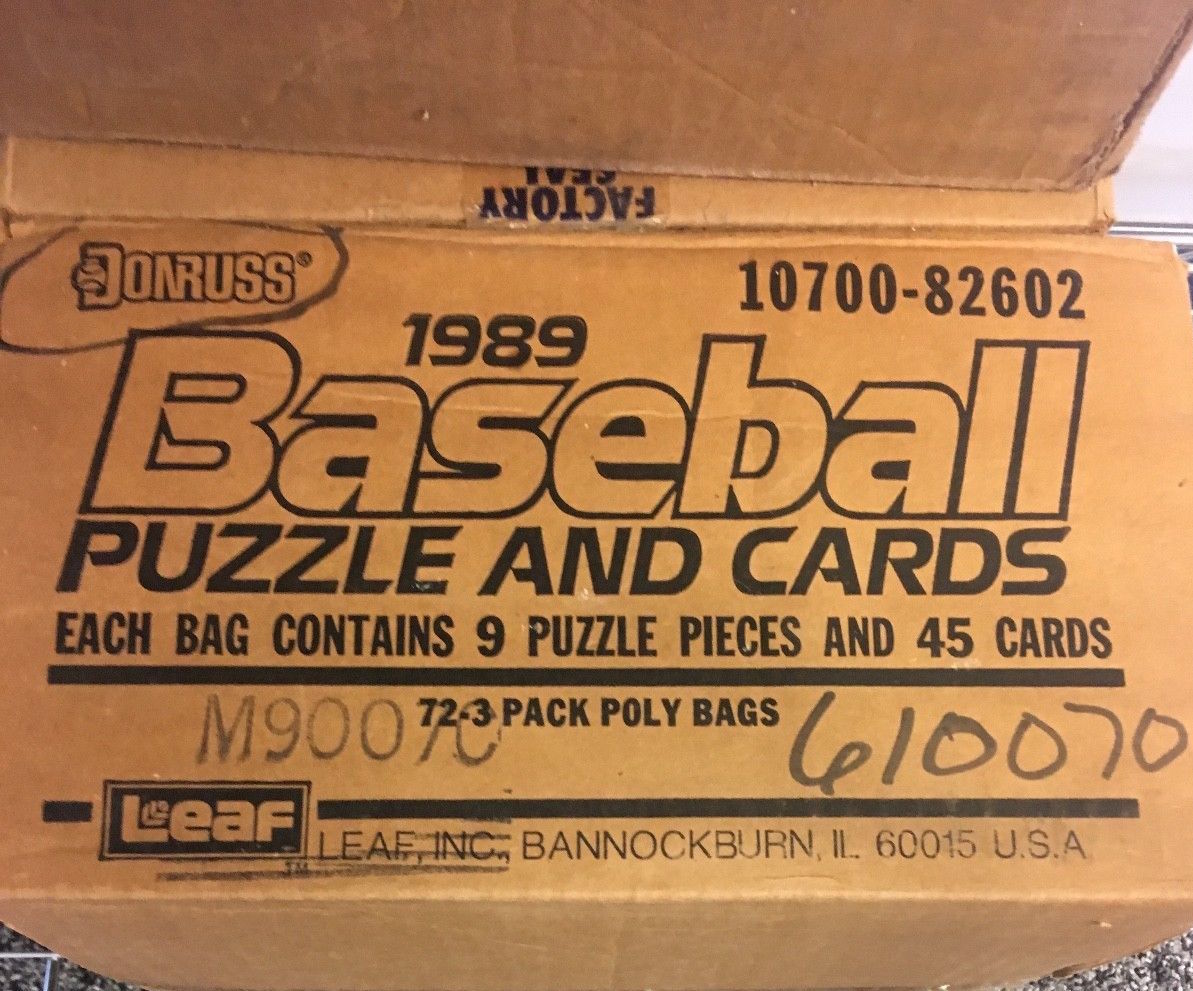 FACTORY
SEAL
DONRUSS®
10700-82602
1989
Baseball
PUZZLE AND CARDS
EACH BAG CONTAINS 9 PUZZLE PIECES AND 45 CARDS
72-3 PACK POLY BAGS
M90070
610070
Leaf
TM
LEAF, INC., BANNOCKBURN, IL 60015 U.S.A